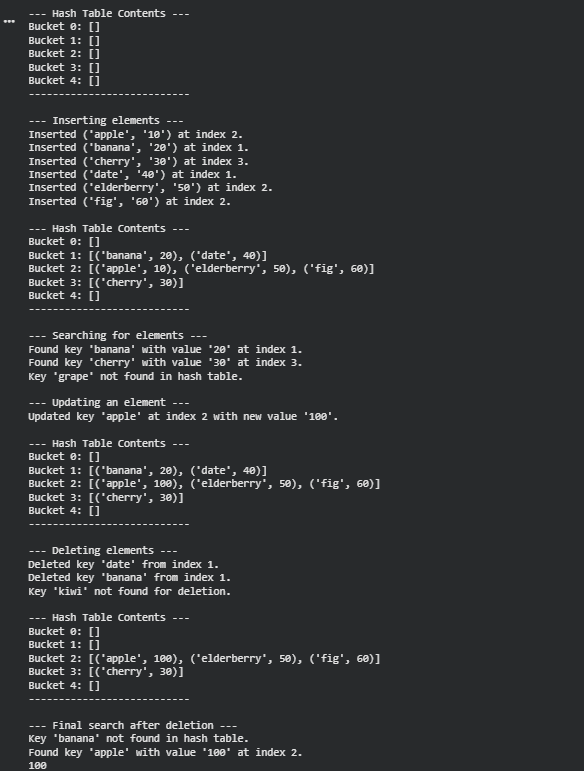 --- Hash Table Contents ---
Bucket 0: []
Bucket 1: []
Bucket 2: []
Bucket 3: []
Bucket 4: []
---------------------------
--- Inserting elements ---
Inserted ('apple', '10') at index 2.
Inserted ('banana', '20') at index 1.
Inserted ('cherry', '30') at index 3.
Inserted ('date', '40') at index 1.
Inserted ('elderberry', '50') at index 2.
Inserted ('fig', '60') at index 2.
--- Hash Table Contents ---
Bucket 0: []
Bucket 1: [('banana', 20), ('date', 40)]
Bucket 2: [('apple', 10), ('elderberry', 50), ('fig', 60)]
Bucket 3: [('cherry', 30)]
Bucket 4: []
---------------------------
--- Searching for elements ---
Found key 'banana' with value '20' at index 1.
Found key 'cherry' with value '30' at index 3.
Key 'grape' not found in hash table.
--- Updating an element ---
Updated key 'apple' at index 2 with new value '100'.
--- Hash Table Contents ---
Bucket 0: []
Bucket 1: [('banana', 20), ('date', 40)]
Bucket 2: [('apple', 100), ('elderberry', 50), ('fig', 60)]
Bucket 3: [('cherry', 30)]
Bucket 4: []
---------------------------
--- Deleting elements ---
Deleted key 'date' from index 1.
Deleted key 'banana' from index 1.
Key 'kiwi' not found for deletion.
--- Hash Table Contents ---
Bucket 0: []
Bucket 1: []
Bucket 2: [('apple', 100), ('elderberry', 50), ('fig', 60)]
Bucket 3: [('cherry', 30)]
Bucket 4: []
---------------------------
--- Final search after deletion ---
Key 'banana' not found in hash table.
Found key 'apple' with value '100' at index 2.
100